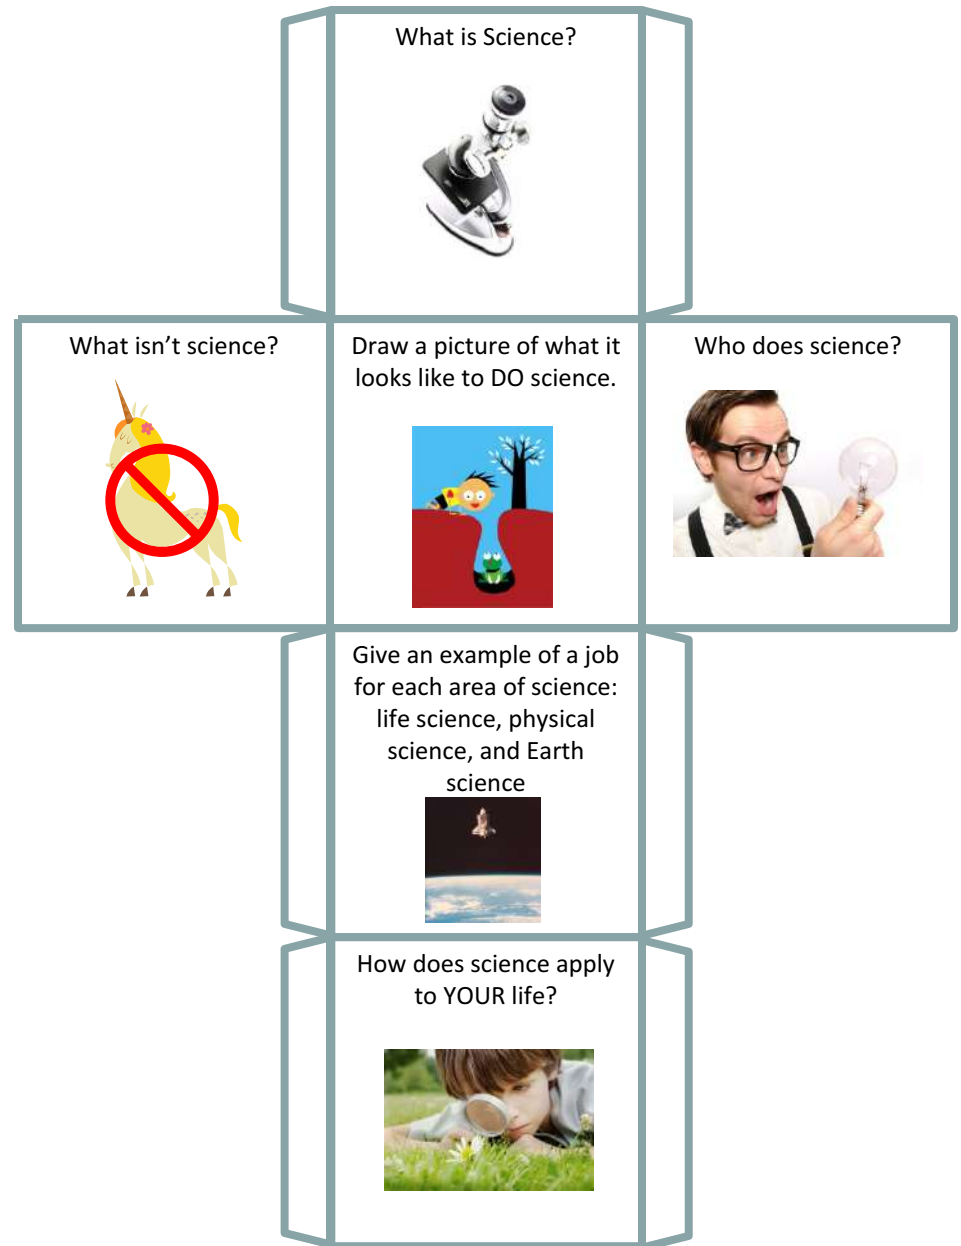 What is Science?
What isn't science?
Draw a picture of what it
looks like to DO science.
Who does science?
Give an example of a job
for each area of science:
life science, physical
science, and Earth
science
How does science apply
to YOUR life?